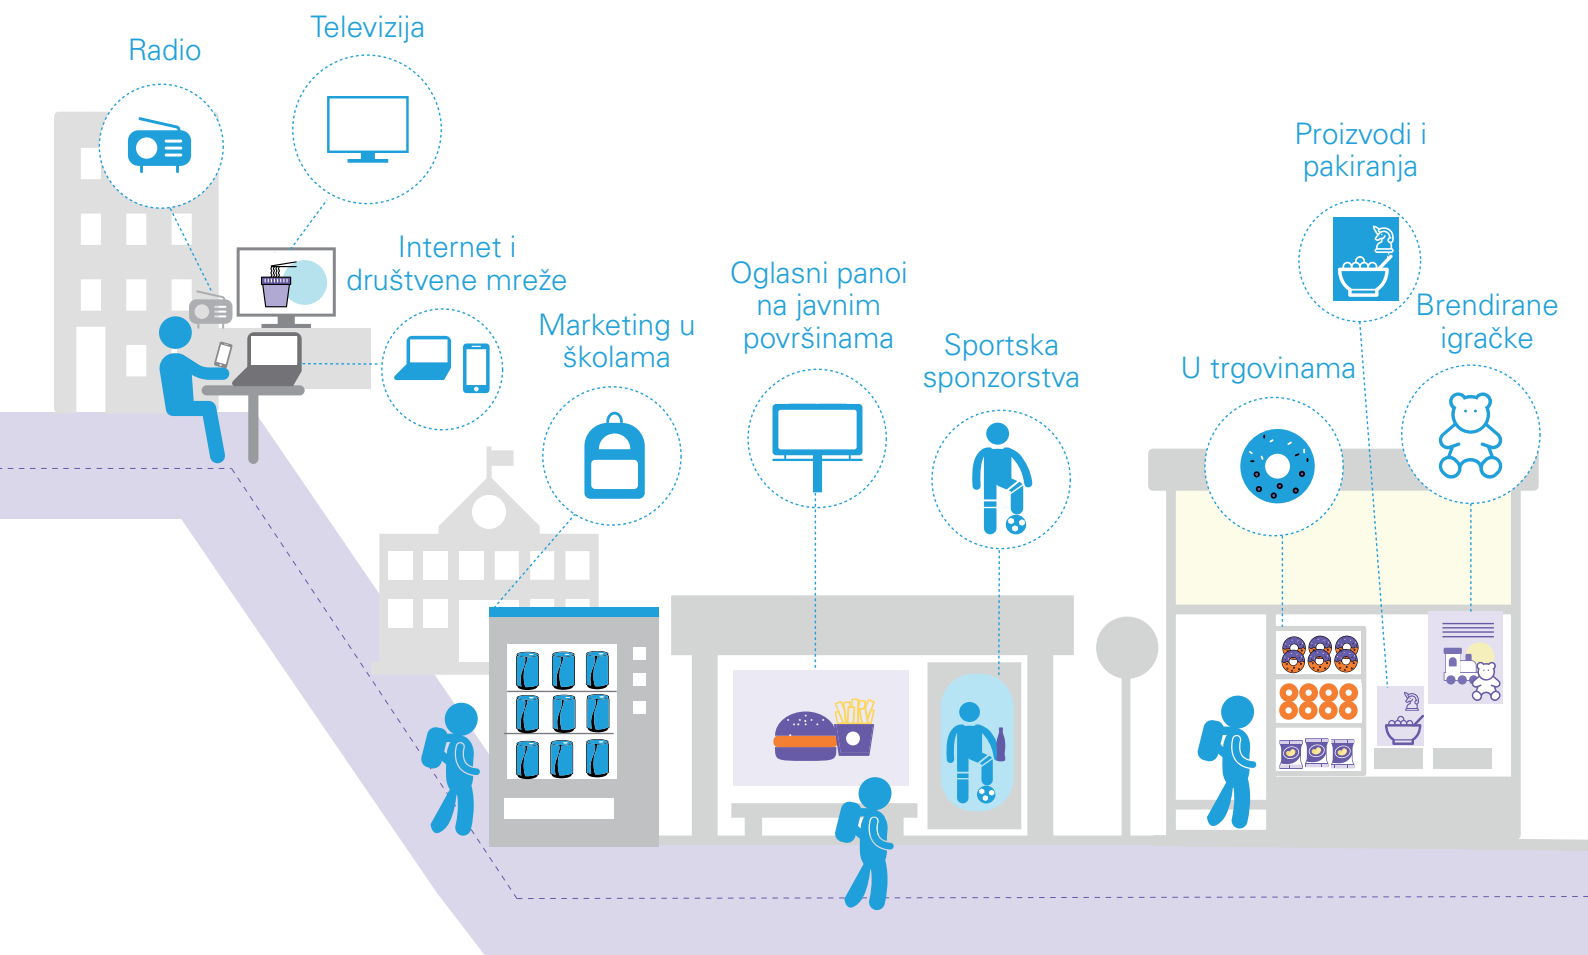 Radio
Televizija
Internet i
društvene mreže
Marketing u
školama
Oglasni panoi
na javnim
površinama
Sportska
sponzorstva
U trgovinama
Proizvodi i
pakiranja
Brendirane
igračke